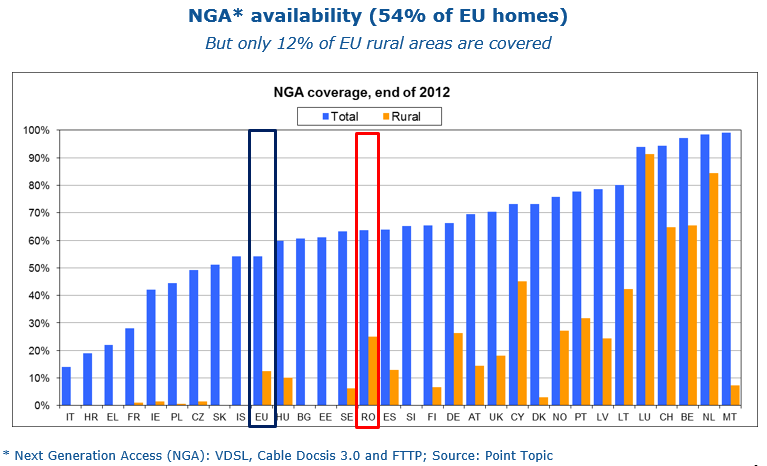 NGA* availability (54% of EU homes)
But only 12% of EU rural areas are covered
NGA coverage, end of 2012
Total Rural
100%
90%
80%
70%
60%
50%
40%
30%
20%
10%
0%
IT HR EL FR IE PL CZ SK IS EU HU BG EE SE RO ES SI FI DE AT UK CY DK NO PT LV LT LU CH BE NL MT
* Next Generation Access (NGA): VDSL, Cable Docsis 3.0 and FTTP; Source: Point Topic